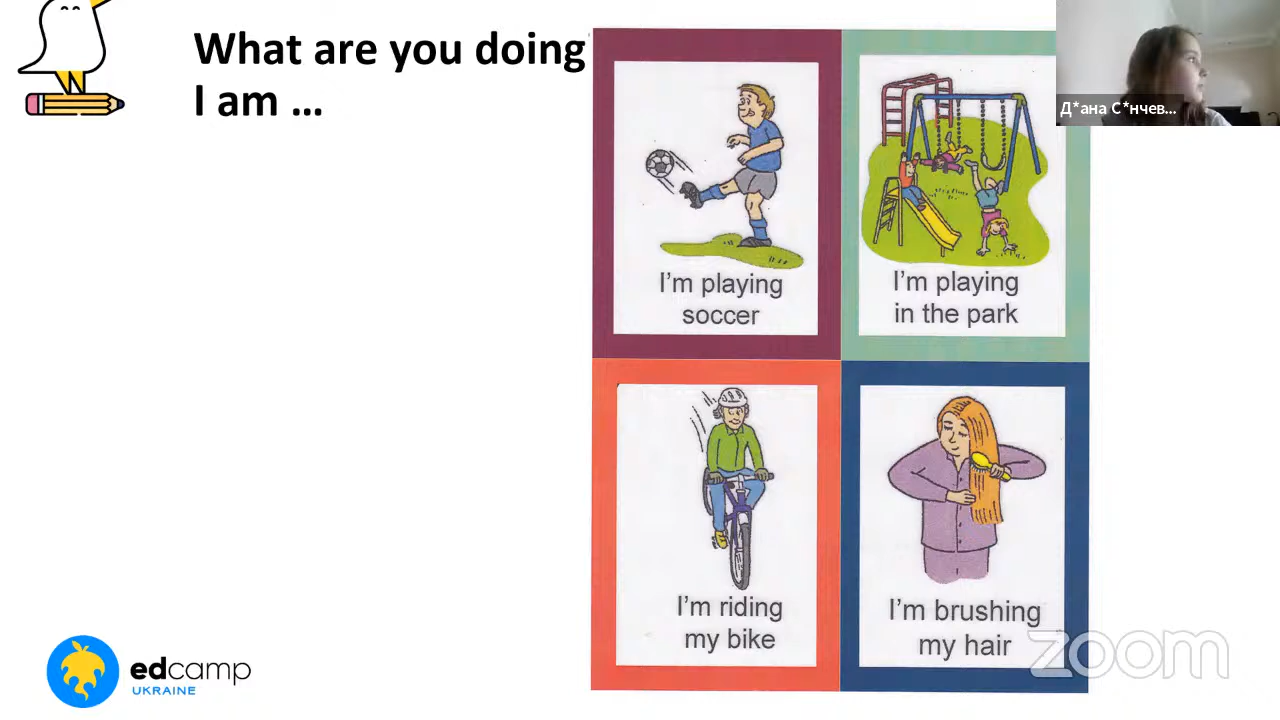 What are you doing
I am ...
I'm playing
soccer
I'm playing
in the park
I'm riding
my bike
I'm brushing
my hair
Д*ана С*нчев...
edcamp
UKRAINE
zoom